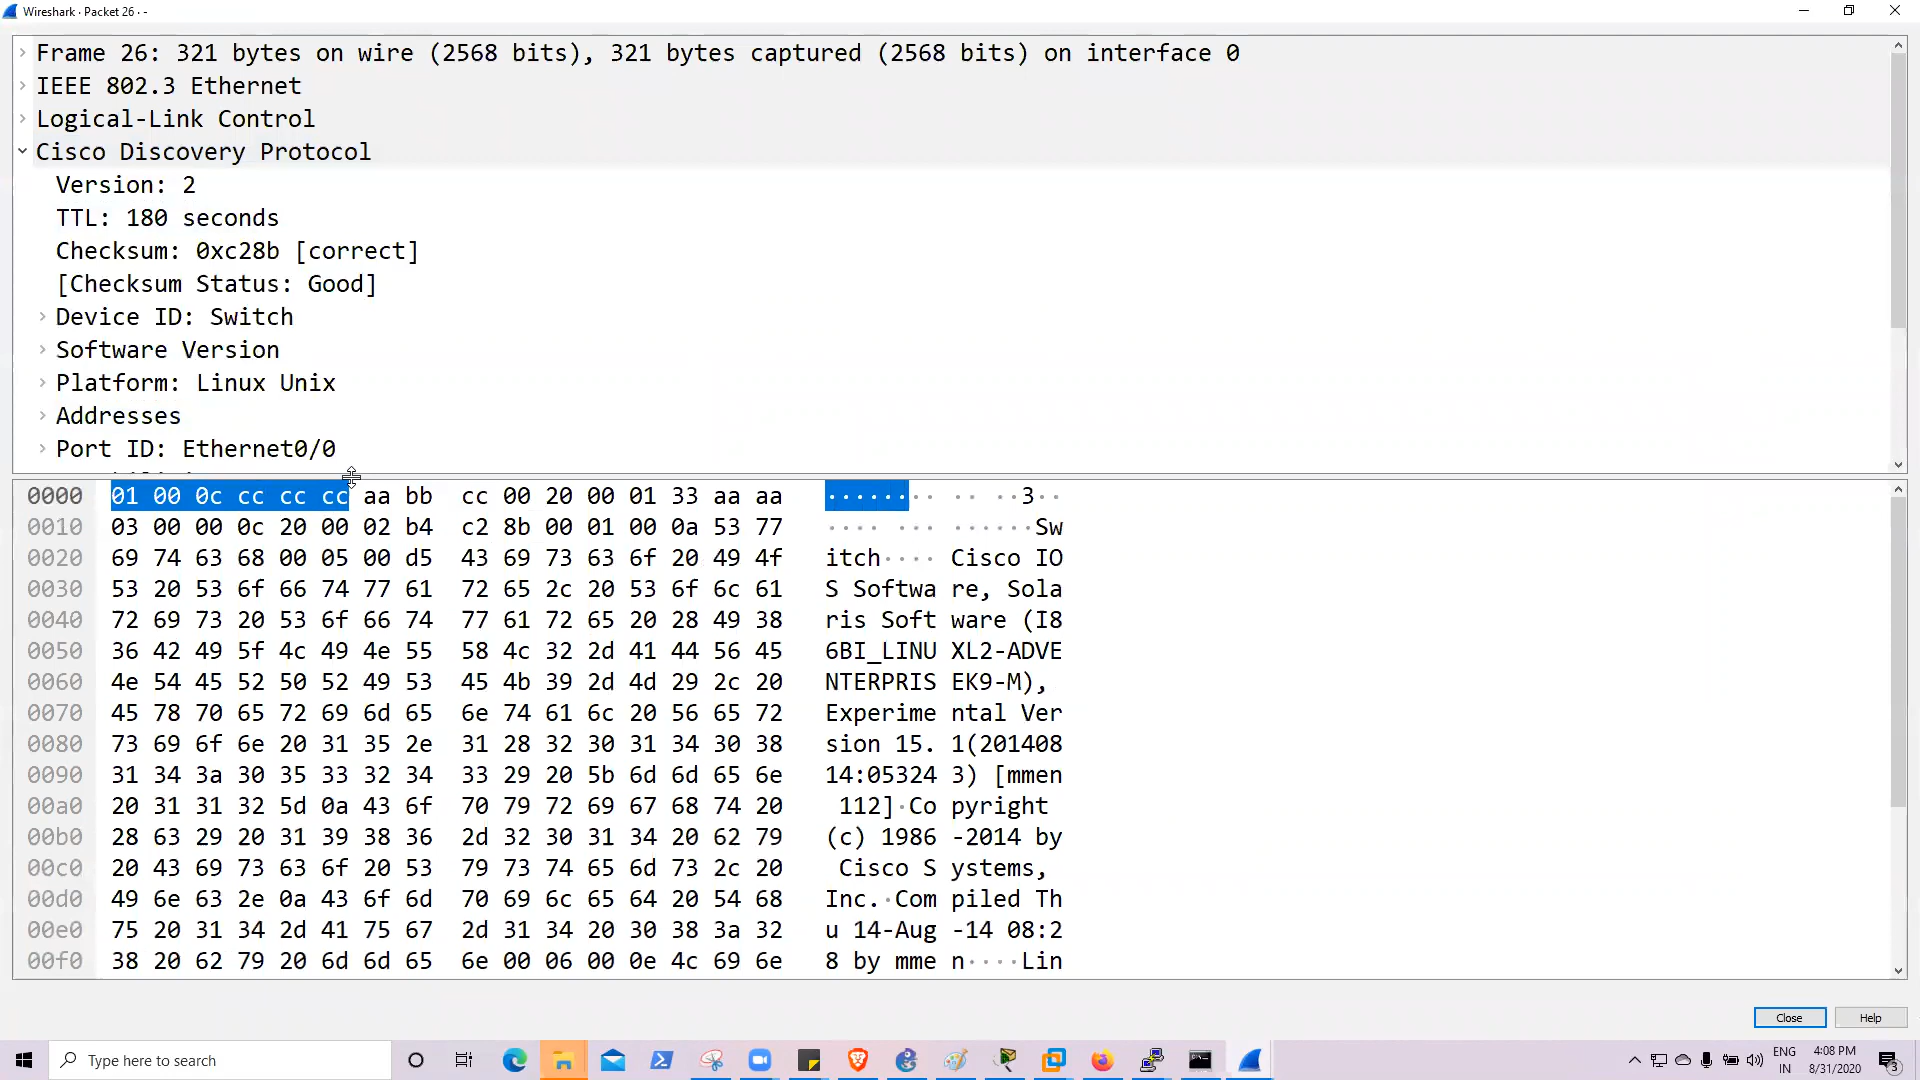 Wireshark · Packet 26 · -
Frame 26: 321 bytes on wire (2568 bits), 321 bytes captured (2568 bits) on interface 0
IEEE 802.3 Ethernet
Logical-Link Control
Cisco Discovery Protocol
Version: 2
TTL: 180 seconds
Checksum: 0xc28b [correct]
[Checksum Status: Good]
Device ID: Switch
Software Version
Platform: Linux Unix
Addresses
Port ID: Ethernet0/0
0000 01 00 0c cc cc cc aa bb cc 00 20 00 01 33 aa aa ········ ·· ··3··
0010 03 00 00 0c 20 00 02 b4 c2 8b 00 01 00 0a 53 77 ···· ··· ······Sw
0020 69 74 63 68 00 05 00 d5 43 69 73 63 6f 20 49 4f itch···· Cisco IO
0030 53 20 53 6f 66 74 77 61 72 65 2c 20 53 6f 6c 61 S Softwa re, Sola
0040 72 69 73 20 53 6f 66 74 77 61 72 65 20 28 49 38 ris Soft ware (I8
0050 36 42 49 5f 4c 49 4e 55 58 4c 32 2d 41 44 56 45 6BI_LINU XL2-ADVE
0060 4e 54 45 52 50 52 49 53 45 4b 39 2d 4d 29 2c 20 NTERPRIS EK9-M),
0070 45 78 70 65 72 69 6d 65 6e 74 61 6c 20 56 65 72 Experime ntal Ver
0080 73 69 6f 6e 20 31 35 2e 31 28 32 30 31 34 30 38 sion 15. 1(201408
0090 31 34 3a 30 35 33 32 34 33 29 20 5b 6d 6d 65 6e 14:05324 3) [mmen
00a0 20 31 31 32 5d 0a 43 6f 70 79 72 69 67 68 74 20 112]·Co pyright
00b0 28 63 29 20 31 39 38 36 2d 32 30 31 34 20 62 79 (c) 1986 -2014 by
00c0 20 43 69 73 63 6f 20 53 79 73 74 65 6d 73 2c 20 Cisco S ystems,
00d0 49 6e 63 2e 0a 43 6f 6d 70 69 6c 65 64 20 54 68 Inc.·Com piled Th
00e0 75 20 31 34 2d 41 75 67 2d 31 34 20 30 38 3a 32 u 14-Aug -14 08:2
00f0 38 20 62 79 20 6d 6d 65 6e 00 06 00 0e 4c 69 6e 8 by mme n····Lin
Close Help
Type here to search
ENG 4:08 PM
IN 8/31/2020 3